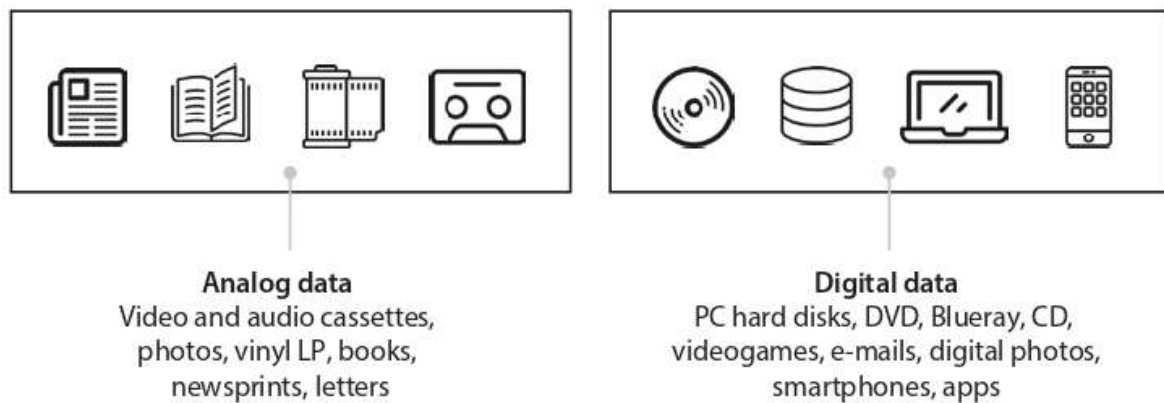 Analog data
Video and audio cassettes,
photos, vinyl LP, books,
newsprints, letters
Digital data
PC hard disks, DVD, Blueray, CD,
videogames, e-mails, digital photos,
smartphones, apps